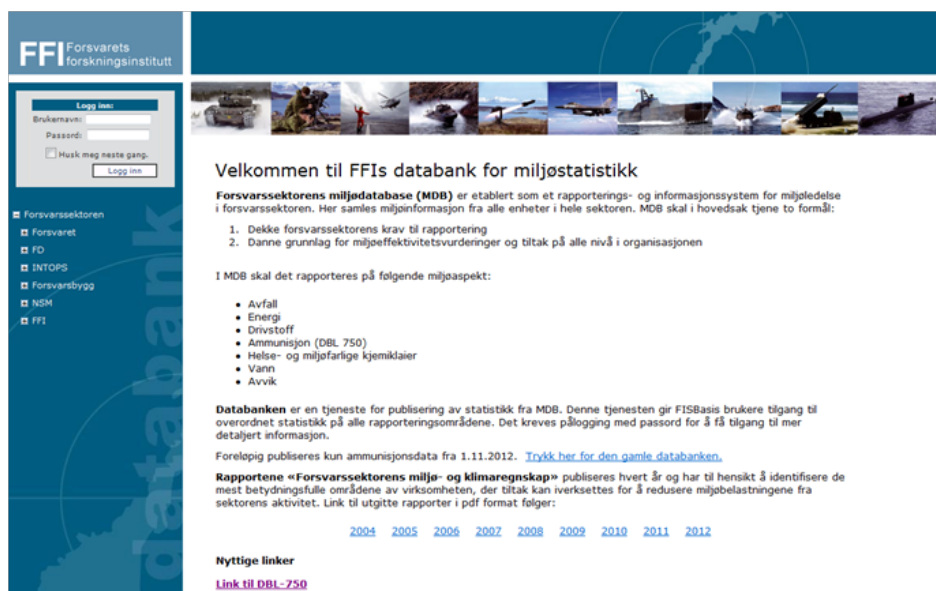 FFI Forsvarets
forskningsinstitutt
Logg inn:
Brukernavn:
Passord:
Husk meg neste gang.
Logg inn
Forsvarssektoren
Forsvaret
FD
INTOPS
Forsvarsbygg
NSM
FFI
databank
Velkommen til FFIs databank for miljøstatistikk
Forsvarssektorens miljødatabase (MDB) er etablert som et rapporterings- og informasjonssystem for miljøledelse
i forsvarssektoren. Her samles miljøinformasjon fra alle enheter i hele sektoren. MDB skal i hovedsak tjene to formål:
1. Dekke forsvarssektorens krav til rapportering
2. Danne grunnlag for miljøeffektivitetsvurderinger og tiltak på alle nivå i organisasjonen
I MDB skal det rapporteres på følgende miljøaspekt:
• Avfall
• Energi
• Drivstoff
• Ammunisjon (DBL 750)
• Helse- og miljøfarlige kjemiklaier
• Vann
• Avvik
Databanken er en tjeneste for publisering av statistikk fra MDB. Denne tjenesten gir FISBasis brukere tilgang til
overordnet statistikk på alle rapporteringsområdene. Det kreves pålogging med passord for å få tilgang til mer
detaljert informasjon.
Foreløpig publiseres kun ammunisjonsdata fra 1.11.2012. Trykk her for den gamle databanken.
Rapportene «Forsvarssektorens miljø- og klimaregnskap» publiseres hvert år og har til hensikt å identifisere de
mest betydningsfulle områdene av virksomheten, der tiltak kan iverksettes for å redusere miljøbelastningene fra
sektorens aktivitet. Link til utgitte rapporter i pdf format følger:
2004 2005 2006 2007 2008 2009 2010 2011 2012
Nyttige linker
Link til DBL-750